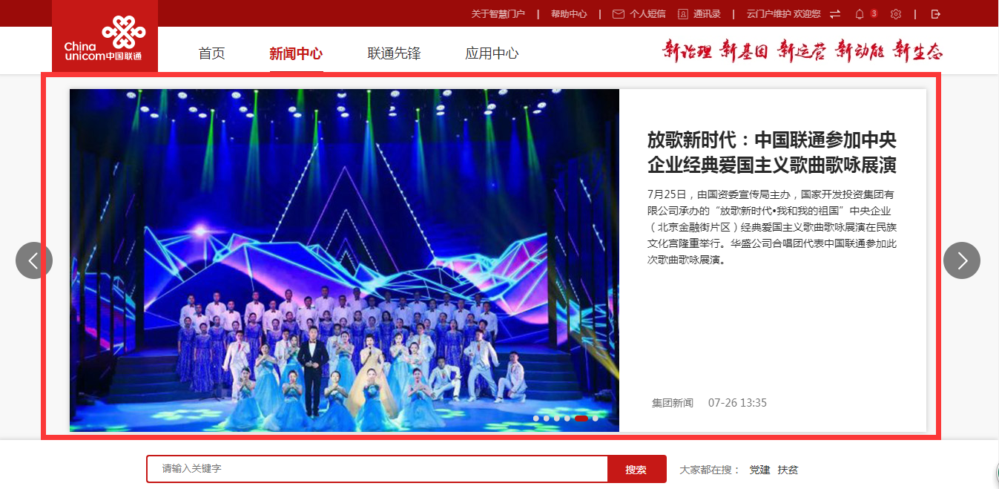 关于智慧门户 | 帮助中心 | 个人短信 通讯录 | 云门户维护 欢迎您 3 |
China
unicom中国联通
首页 新闻中心 联通先锋 应用中心
新治理 新基因 新运营 新动能 新生态
放歌新时代：中国联通参加中央
企业经典爱国主义歌曲歌咏展演
7月25日，由国资委宣传局主办，国家开发投资集团有
限公司承办的“放歌新时代•我和我的祖国”中央企业
（北京金融街片区）经典爱国主义歌曲歌咏展演在民族
文化宫隆重举行。华盛公司合唱团代表中国联通参加此
次歌曲歌咏展演。
集团新闻 07-26 13:35
请输入关键字 搜索 大家都在搜： 党建 扶贫